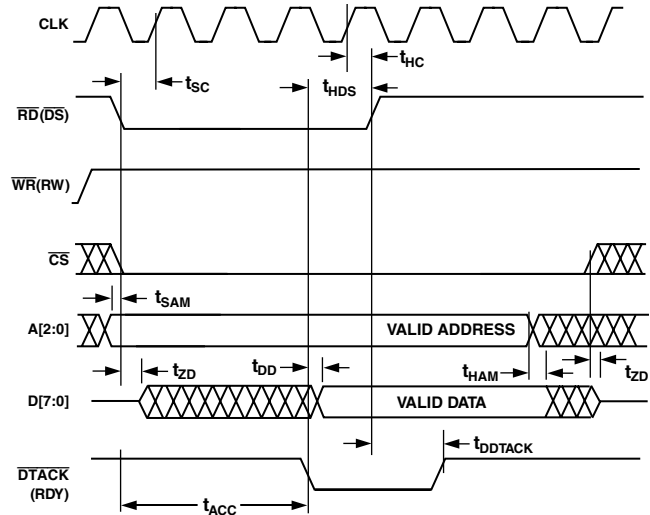 CLK
tHC
tSC
tHDS
RD(DS)
WR(RW)
CS
tSAM
A[2:0]
VALID ADDRESS
tZD
tDD
tHAM
tZD
D[7:0]
VALID DATA
tDDTACK
DTACK
(RDY)
tACC